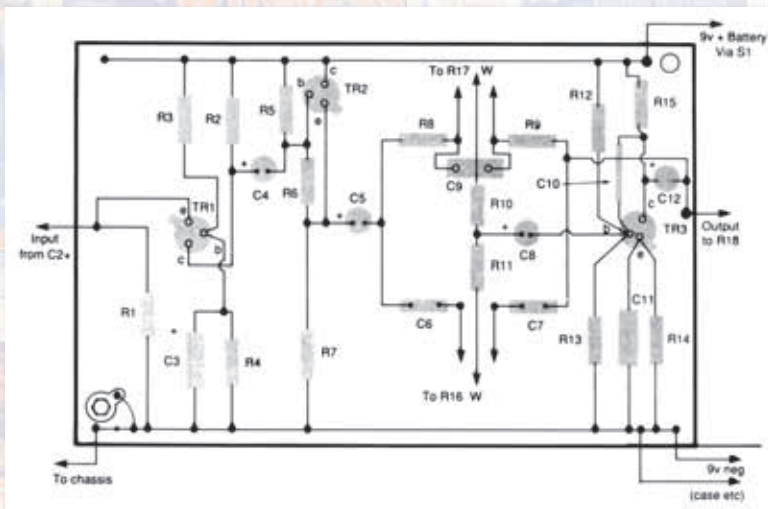 9v + Battery
Via S1
To R17 W
R3
R2
R5
b
c
TR2
e
R8
R9
R12
R15
C4
R6
C5
C9
R10
C10
C12
Input
from C2+
e
TR1
b
c
R11
C8
b
c
e
TR3
Output
to R18
R1
C3
R4
R7
C6
C7
R13
C11
R14
To R16 W
To chassis
9v neg
(case etc)